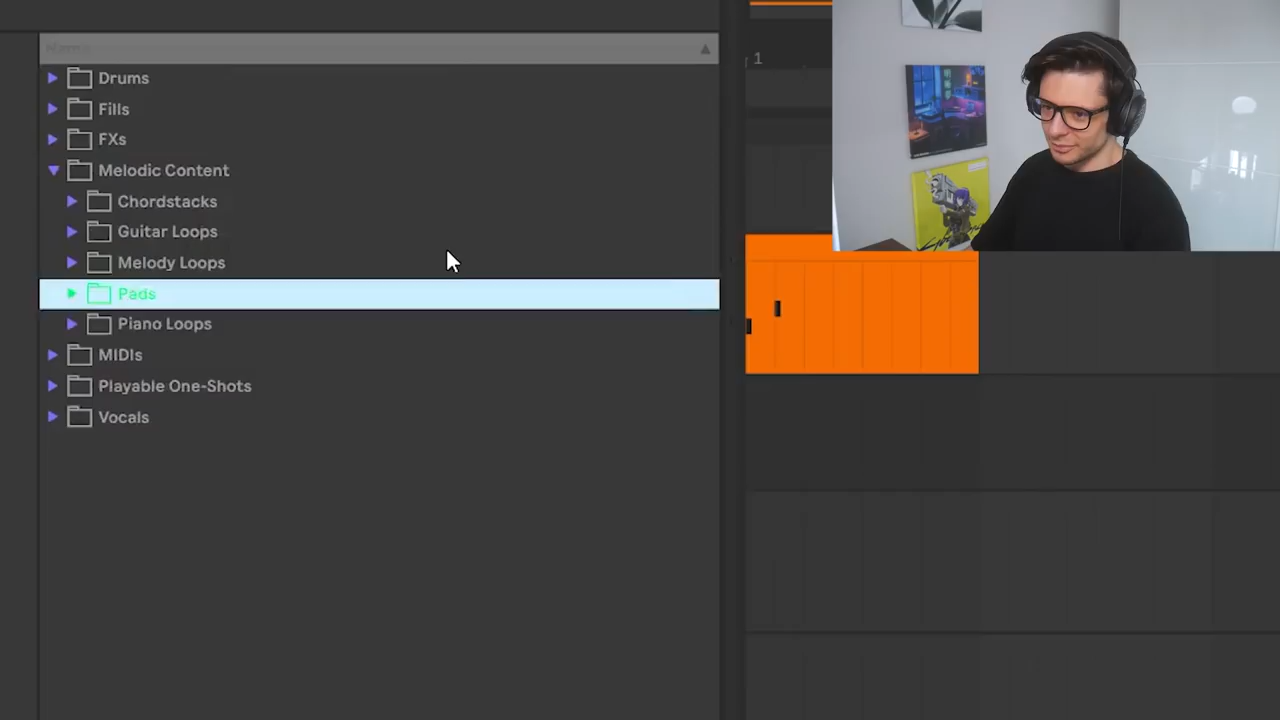 Name
1
Drums
Fills
FXs
Melodic Content
Chordstacks
Guitar Loops
Melody Loops
Pads
Piano Loops
MIDIs
Playable One-Shots
Vocals